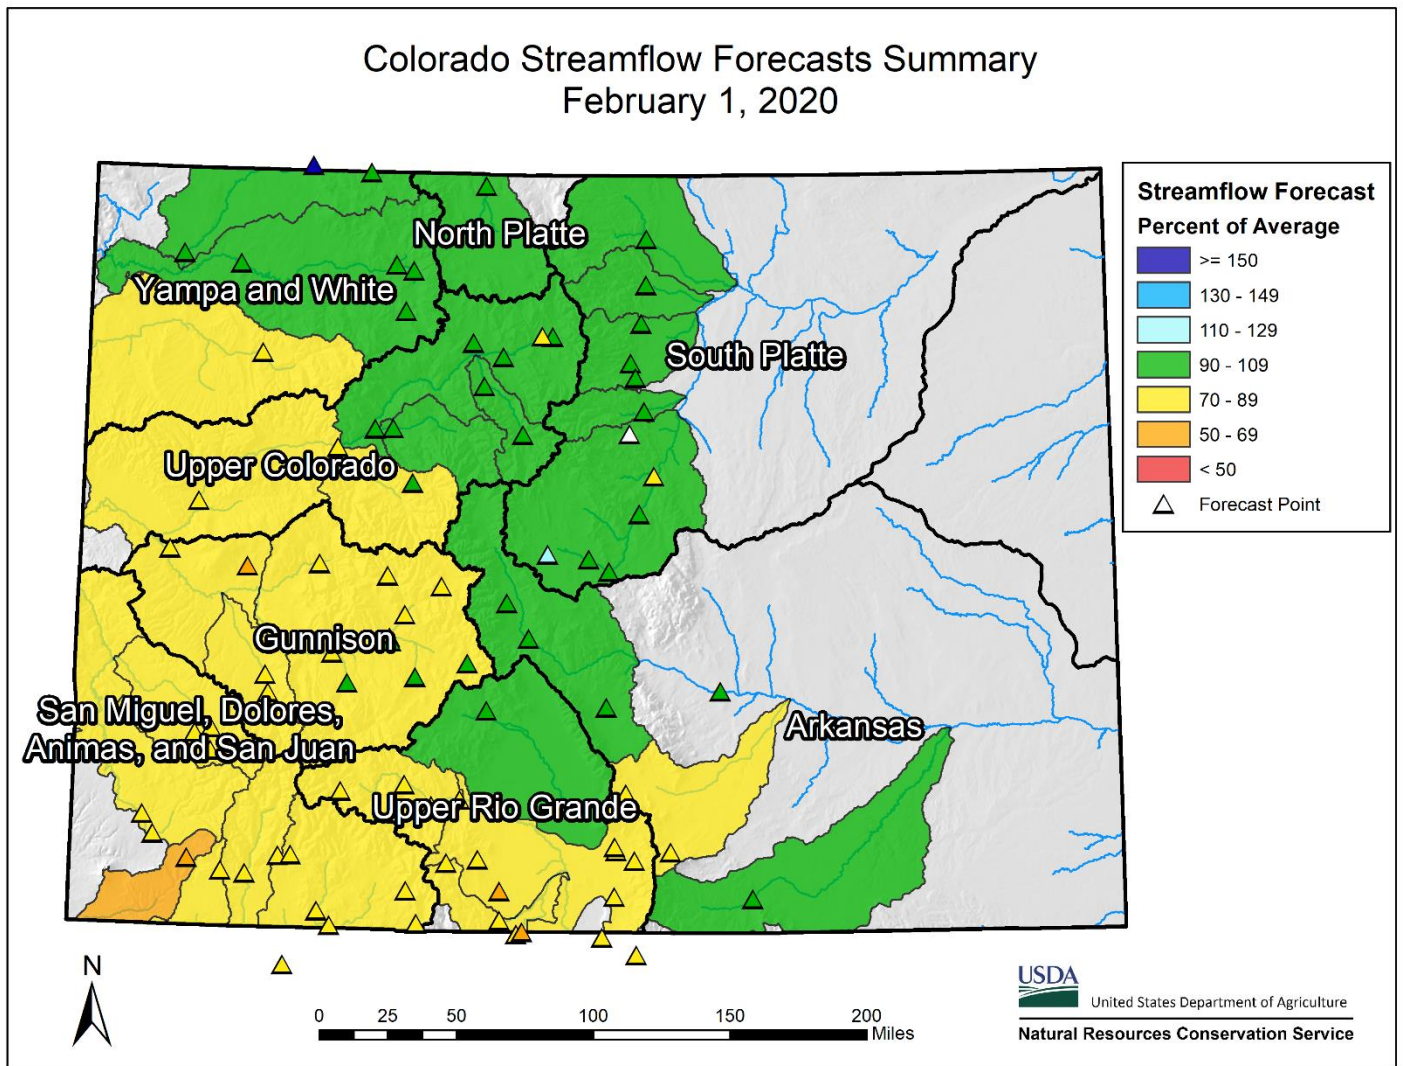 Colorado Streamflow Forecasts Summary
February 1, 2020
Streamflow Forecast
Percent of Average
>= 150
130 - 149
110 - 129
90 - 109
70 - 89
50 - 69
< 50
Forecast Point
North Platte
Yampa and White
South Platte
Upper Colorado
Gunnison
San Miguel, Dolores,
Animas, and San Juan
Arkansas
Upper Rio Grande
N
0 25 50 100 150 200
Miles
USDA
United States Department of Agriculture
Natural Resources Conservation Service